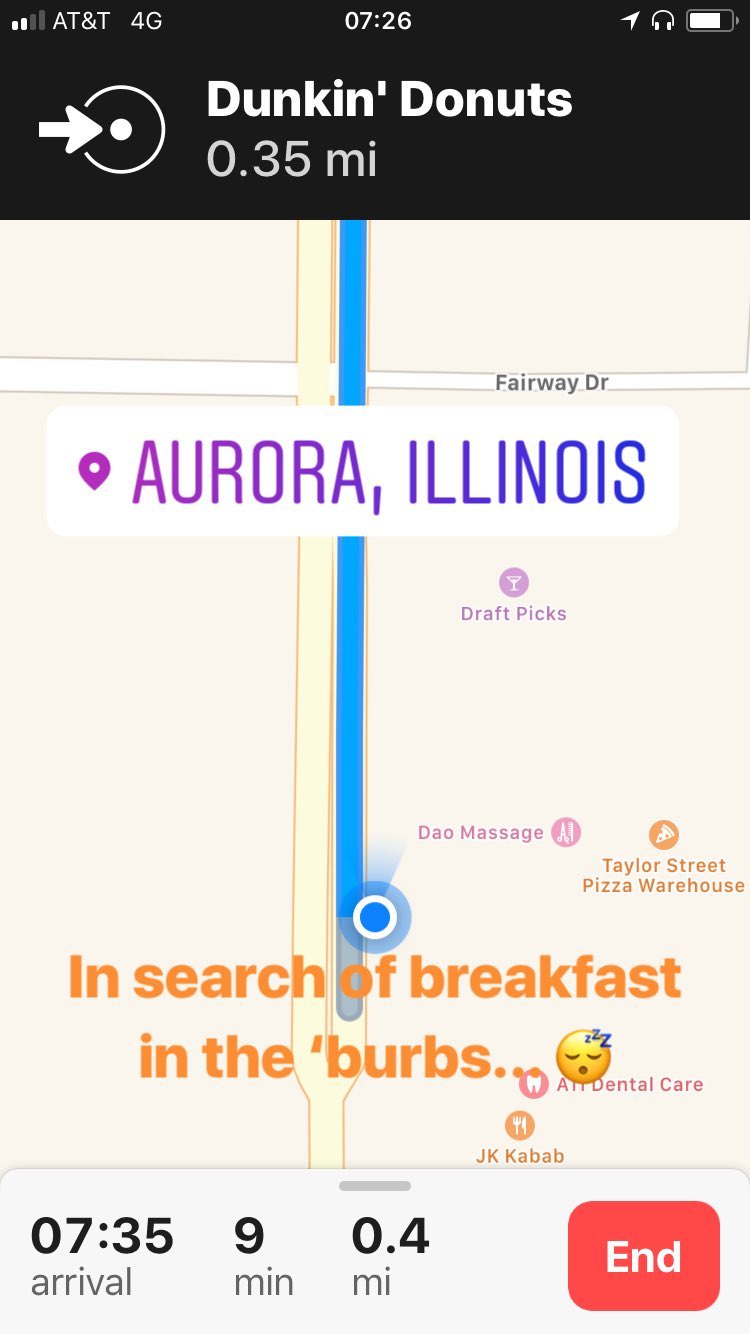 AT&T 4G 07:26
Dunkin' Donuts
0.35 mi
Fairway Dr
AURORA, ILLINOIS
Draft Picks
Dao Massage
Taylor Street
Pizza Warehouse
In search of breakfast
in the ‘burbs...
Dental Care
JK Kabab
07:35 9 0.4
arrival min mi
End